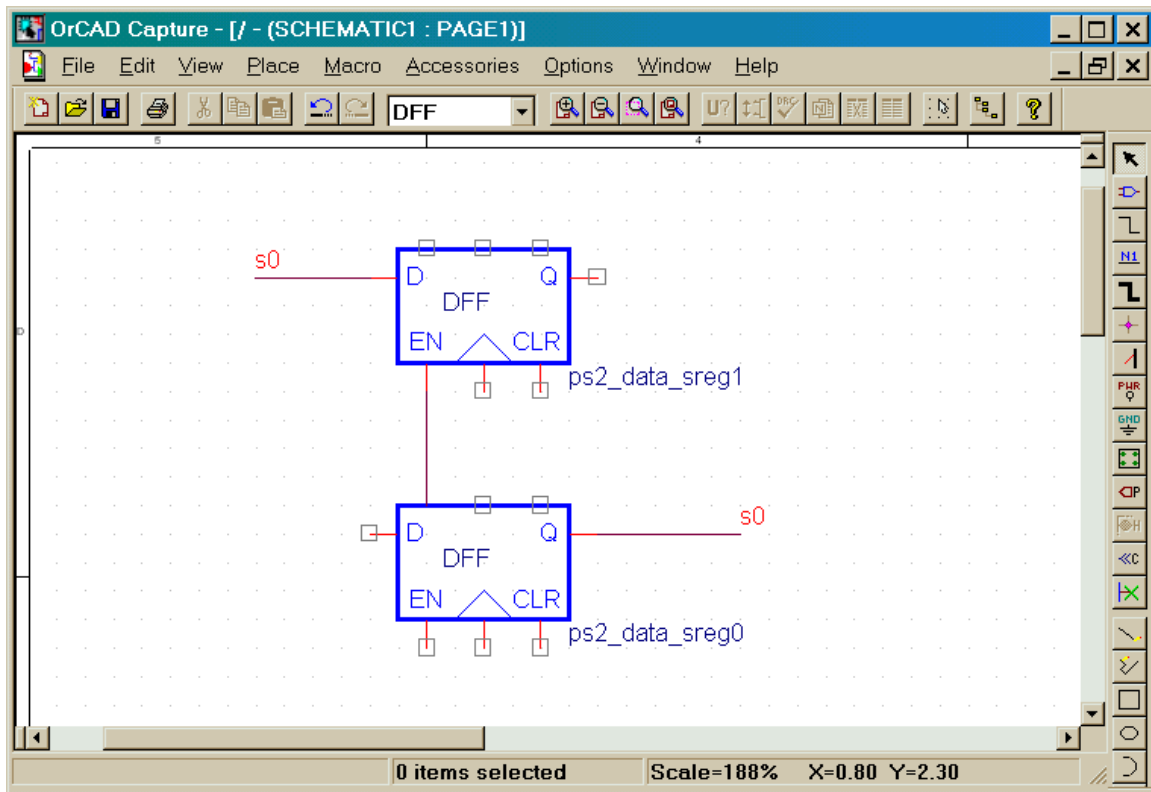 OrCAD Capture - [/ - (SCHEMATIC1 : PAGE1)]
File Edit View Place Macro Accessories Options Window Help
DFF U? DRC
5 4
N1
PWR
GND
P
H
C
D
s0
D Q
DFF
EN CLR
ps2_data_sreg1
s0
D Q
DFF
EN CLR
ps2_data_sreg0
0 items selected Scale=188% X=0.80 Y=2.30